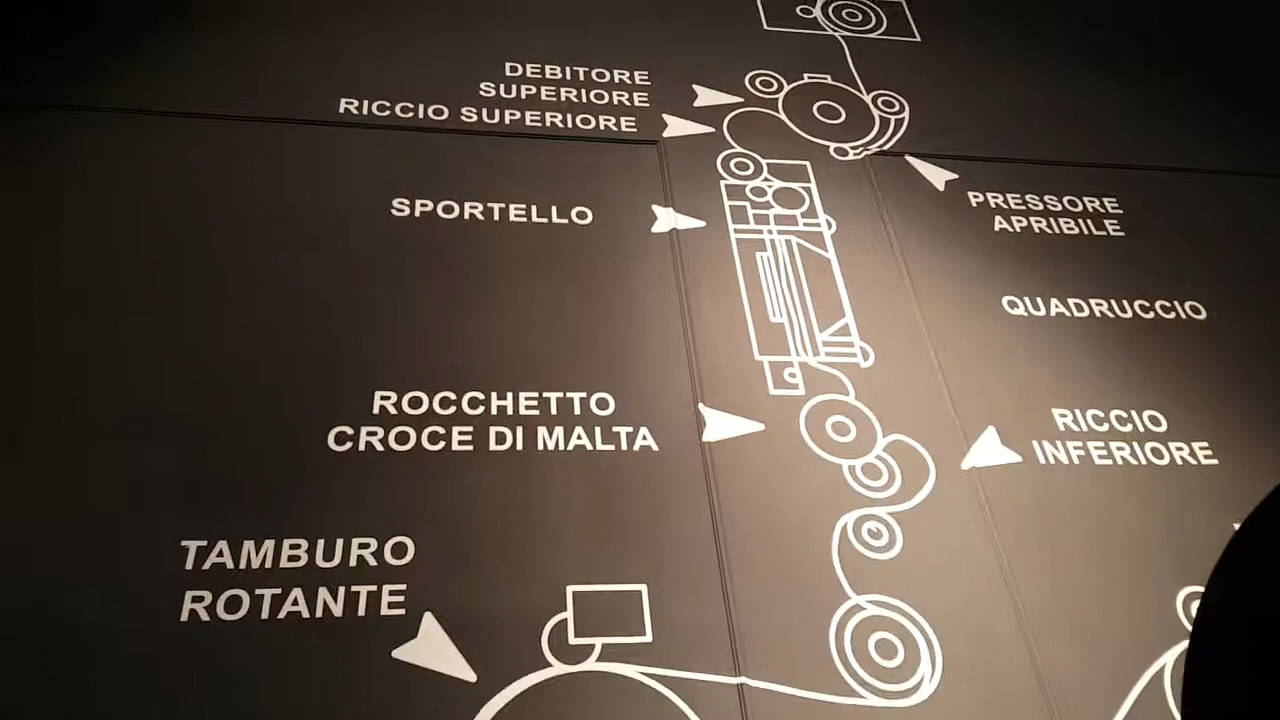 DEBITORE
SUPERIORE
RICCIO SUPERIORE
SPORTELLO
PRESSORE
APRIBILE
QUADRUCCIO
ROCCHETTO
CROCE DI MALTA
RICCIO
INFERIORE
TAMBURO
ROTANTE